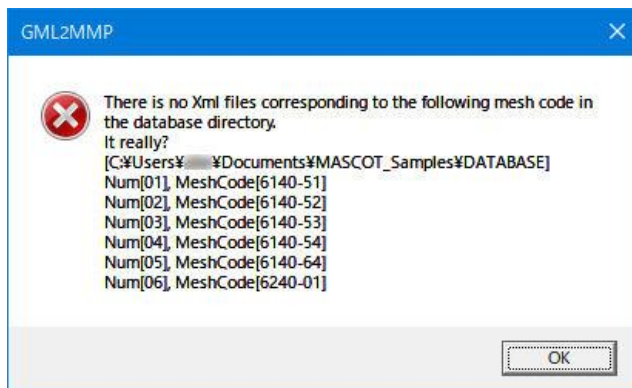 GML2MMP
There is no Xml files corresponding to the following mesh code in
the database directory.
It really?
[C:¥Users¥ ¥Documents¥MASCOT_Samples¥DATABASE]
Num[01], MeshCode[6140-51]
Num[02], MeshCode[6140-52]
Num[03], MeshCode[6140-53]
Num[04], MeshCode[6140-54]
Num[05], MeshCode[6140-64]
Num[06], MeshCode[6240-01]
OK